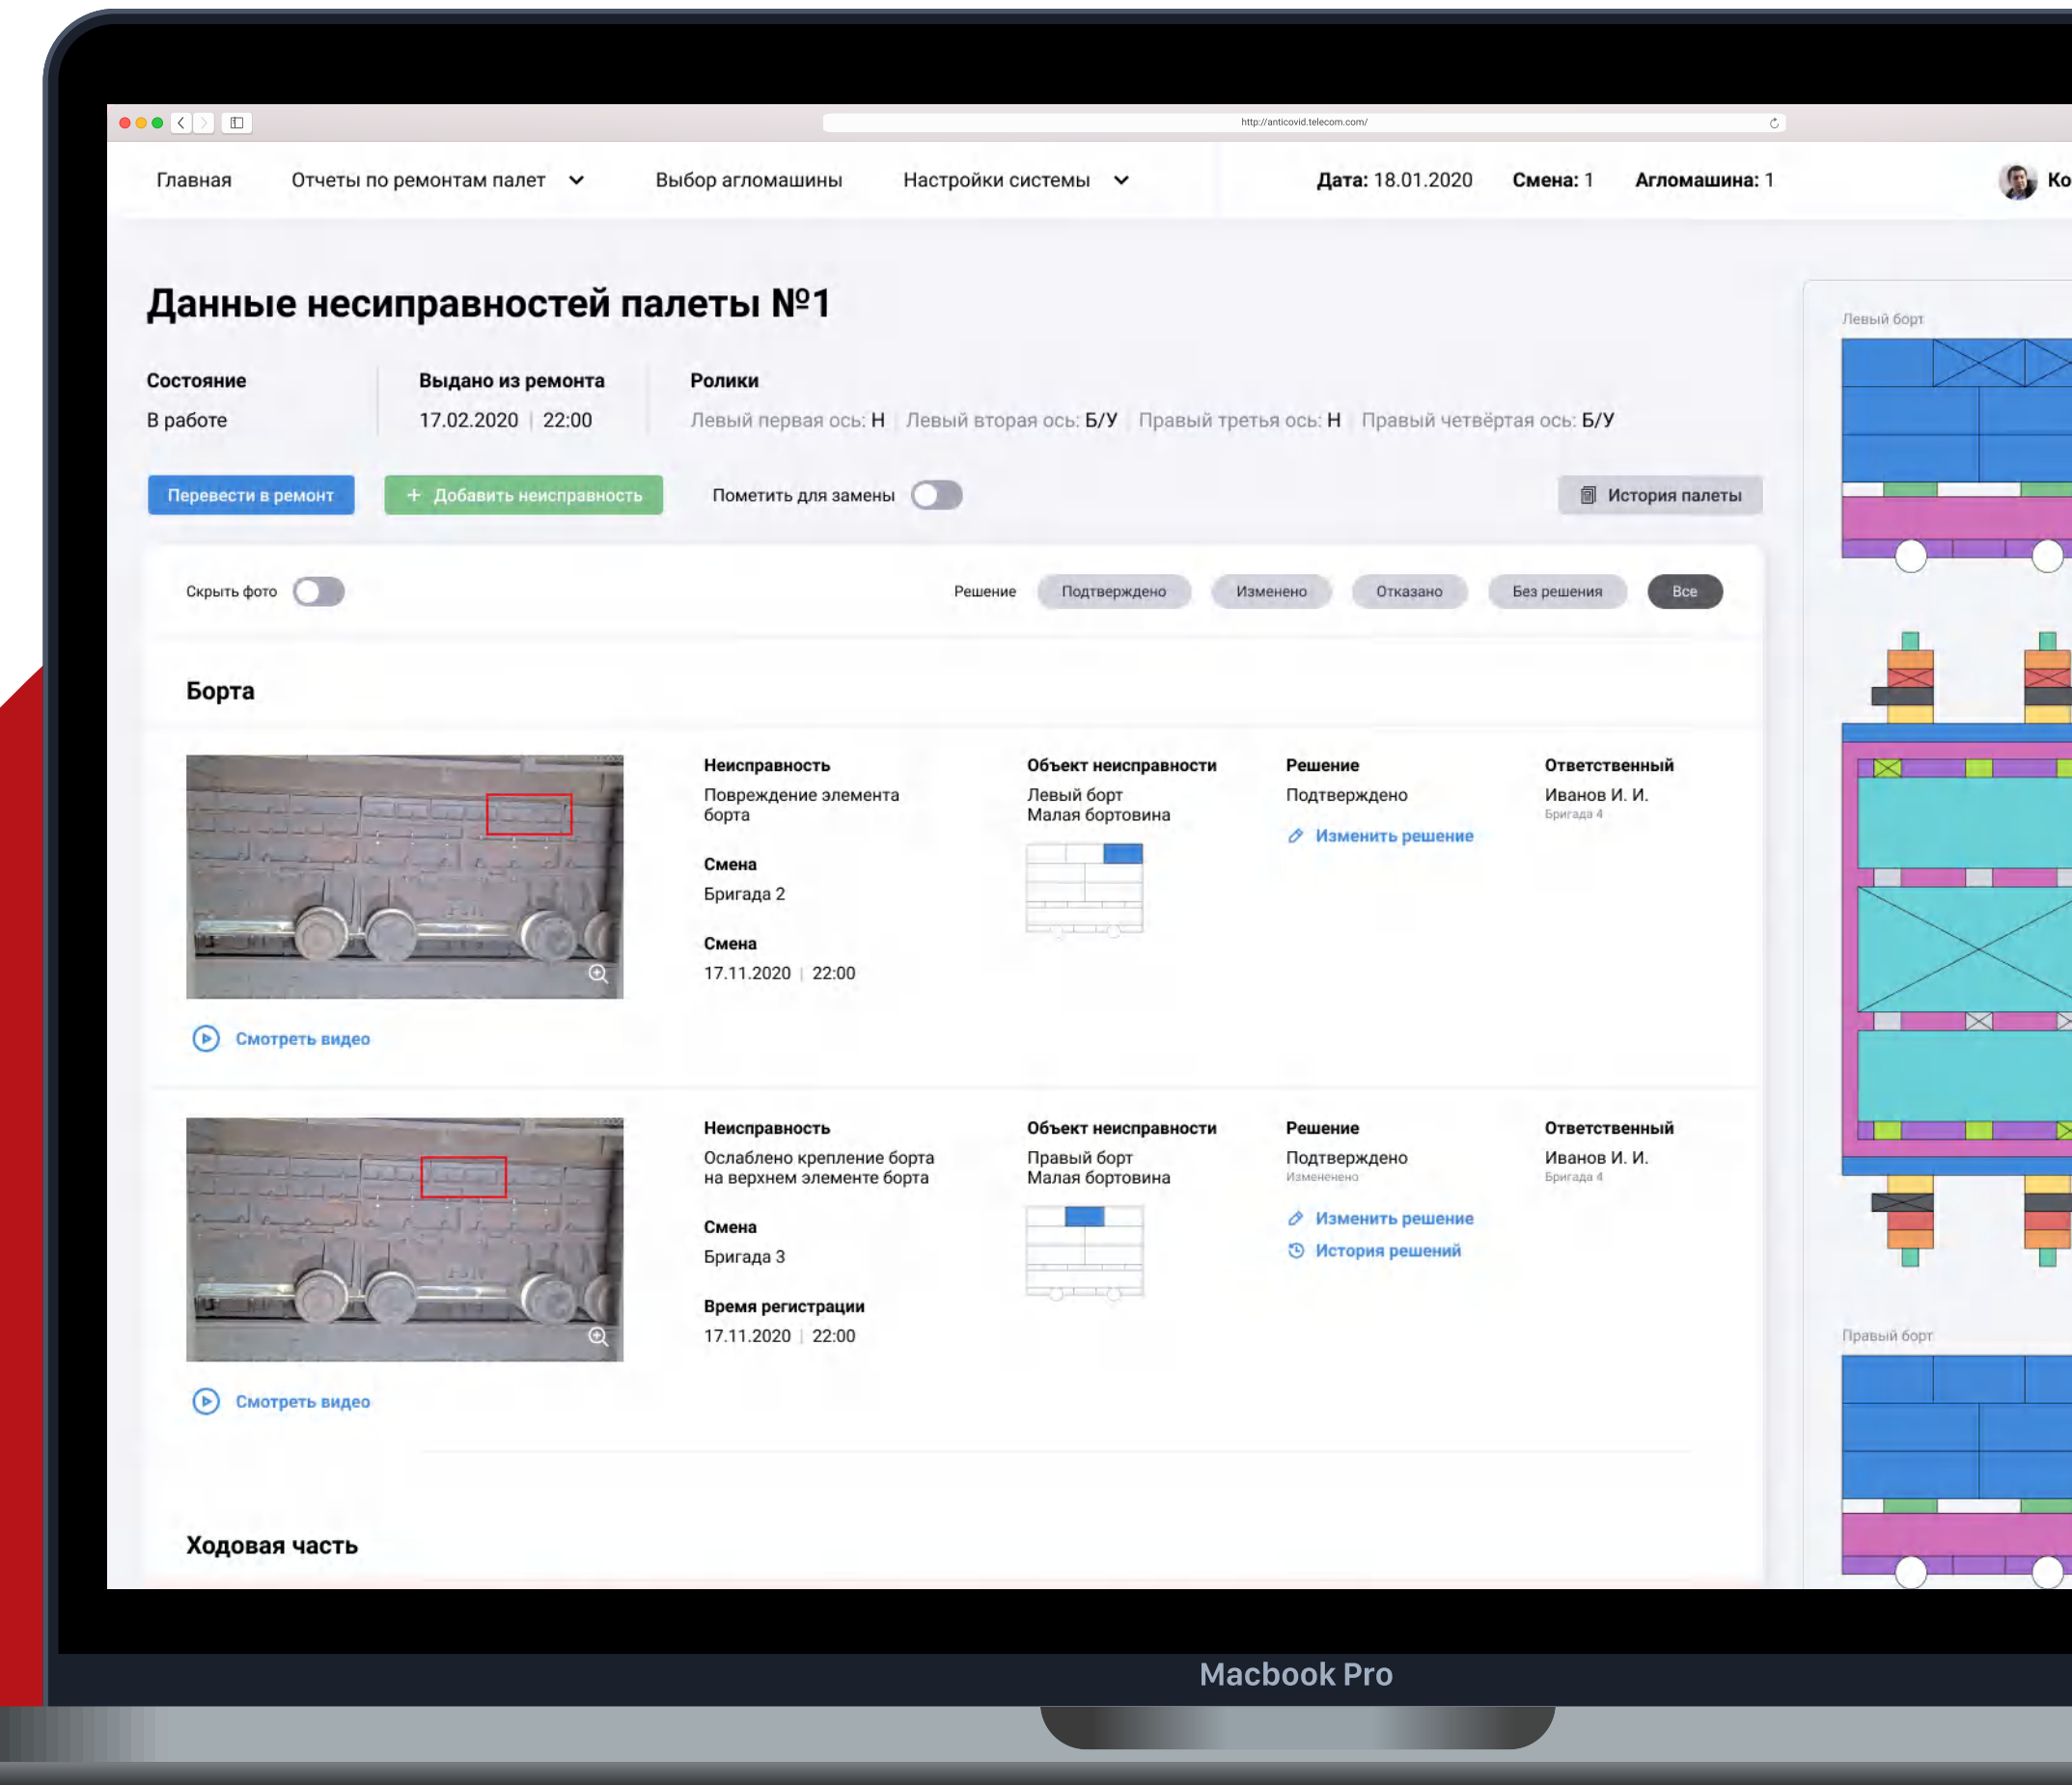 http://anticovid.telecom.com/
Главная Отчеты по ремонтам палет Выбор агломашины Настройки системы Дата: 18.01.2020 Смена: 1 Агломашина: 1 Ко
Данные несиправностей палеты №1
Состояние Выдано из ремонта Ролики
В работе 17.02.2020 | 22:00 Левый первая ось: Н Левый вторая ось: Б/У Правый третья ось: Н Правый четвёртая ось: Б/У
Перевести в ремонт + Добавить неисправность Пометить для замены История палеты
Скрыть фото Решение Подтверждено Изменено Отказано Без решения Все
Борта
Неисправность
Повреждение элемента
борта
Смена
Бригада 2
Смена
17.11.2020 | 22:00
Объект неисправности
Левый борт
Малая бортовина
Решение
Подтверждено
Изменить решение
Ответственный
Иванов И. И.
Бригада 4
Смотреть видео
Неисправность
Ослаблено крепление борта
на верхнем элементе борта
Смена
Бригада 3
Время регистрации
17.11.2020 | 22:00
Объект неисправности
Правый борт
Малая бортовина
Решение
Подтверждено
Измененено
Изменить решение
История решений
Ответственный
Иванов И. И.
Бригада 4
Смотреть видео
Ходовая часть
Левый борт
Правый борт
Macbook Pro